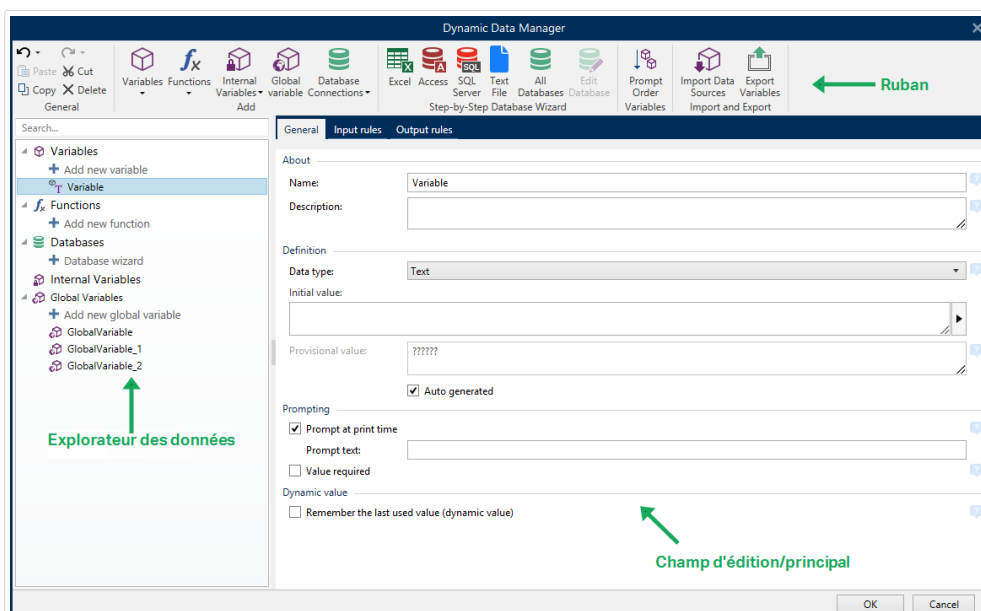 Dynamic Data Manager
Paste Cut
Copy Delete
General
Variables Functions Internal Variables Global variable Database Connections
Add
Excel Access SQL Server Text File All Databases Edit Database
Step-by-Step Database Wizard
Prompt Order
Variables
Import Data Sources Export Variables
Import and Export
Ruban
Search...
Variables
Add new variable
Variable
Functions
Add new function
Databases
Database wizard
Internal Variables
Global Variables
Add new global variable
GlobalVariable
GlobalVariable_1
GlobalVariable_2
Explorateur des données
General Input rules Output rules
About
Name: Variable
Description:
Definition
Data type: Text
Initial value:
Provisional value: ??????
Auto generated
Prompting
Prompt at print time
Prompt text:
Value required
Dynamic value
Remember the last used value (dynamic value)
Champ d'édition/principal
OK Cancel